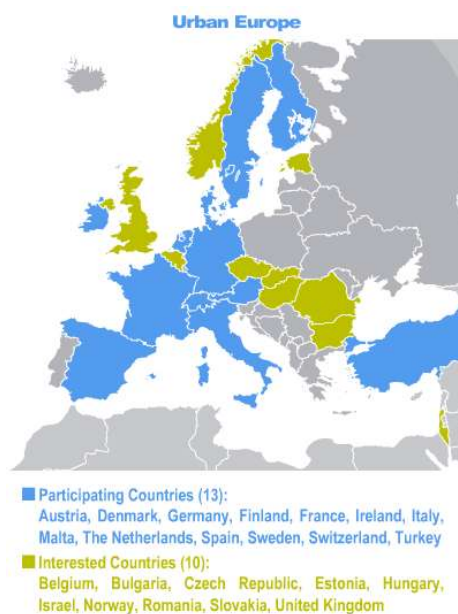 Urban Europe
Participating Countries (13):
Austria, Denmark, Germany, Finland, France, Ireland, Italy,
Malta, The Netherlands, Spain, Sweden, Switzerland, Turkey
Interested Countries (10):
Belgium, Bulgaria, Czech Republic, Estonia, Hungary,
Israel, Norway, Romania, Slovakia, United Kingdom